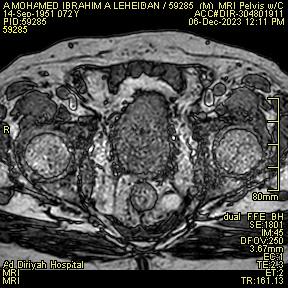 A MOHAMED IBRAHIM A LEHEIDAN / 59285 (M) MRI Pelvis w/C
14-Sep-1951 072Y
ACC#DIR-304801911
PID:59285
06-Dec-2023 12:11 PM
59285
R
80mm
dual FFE BH
SE:1801
IM:45
DFOV:250
3.67mm
EC:1
Ad Diriyah Hospital
TE:2.3
MRI
ET:2
MRI
TR:161.13